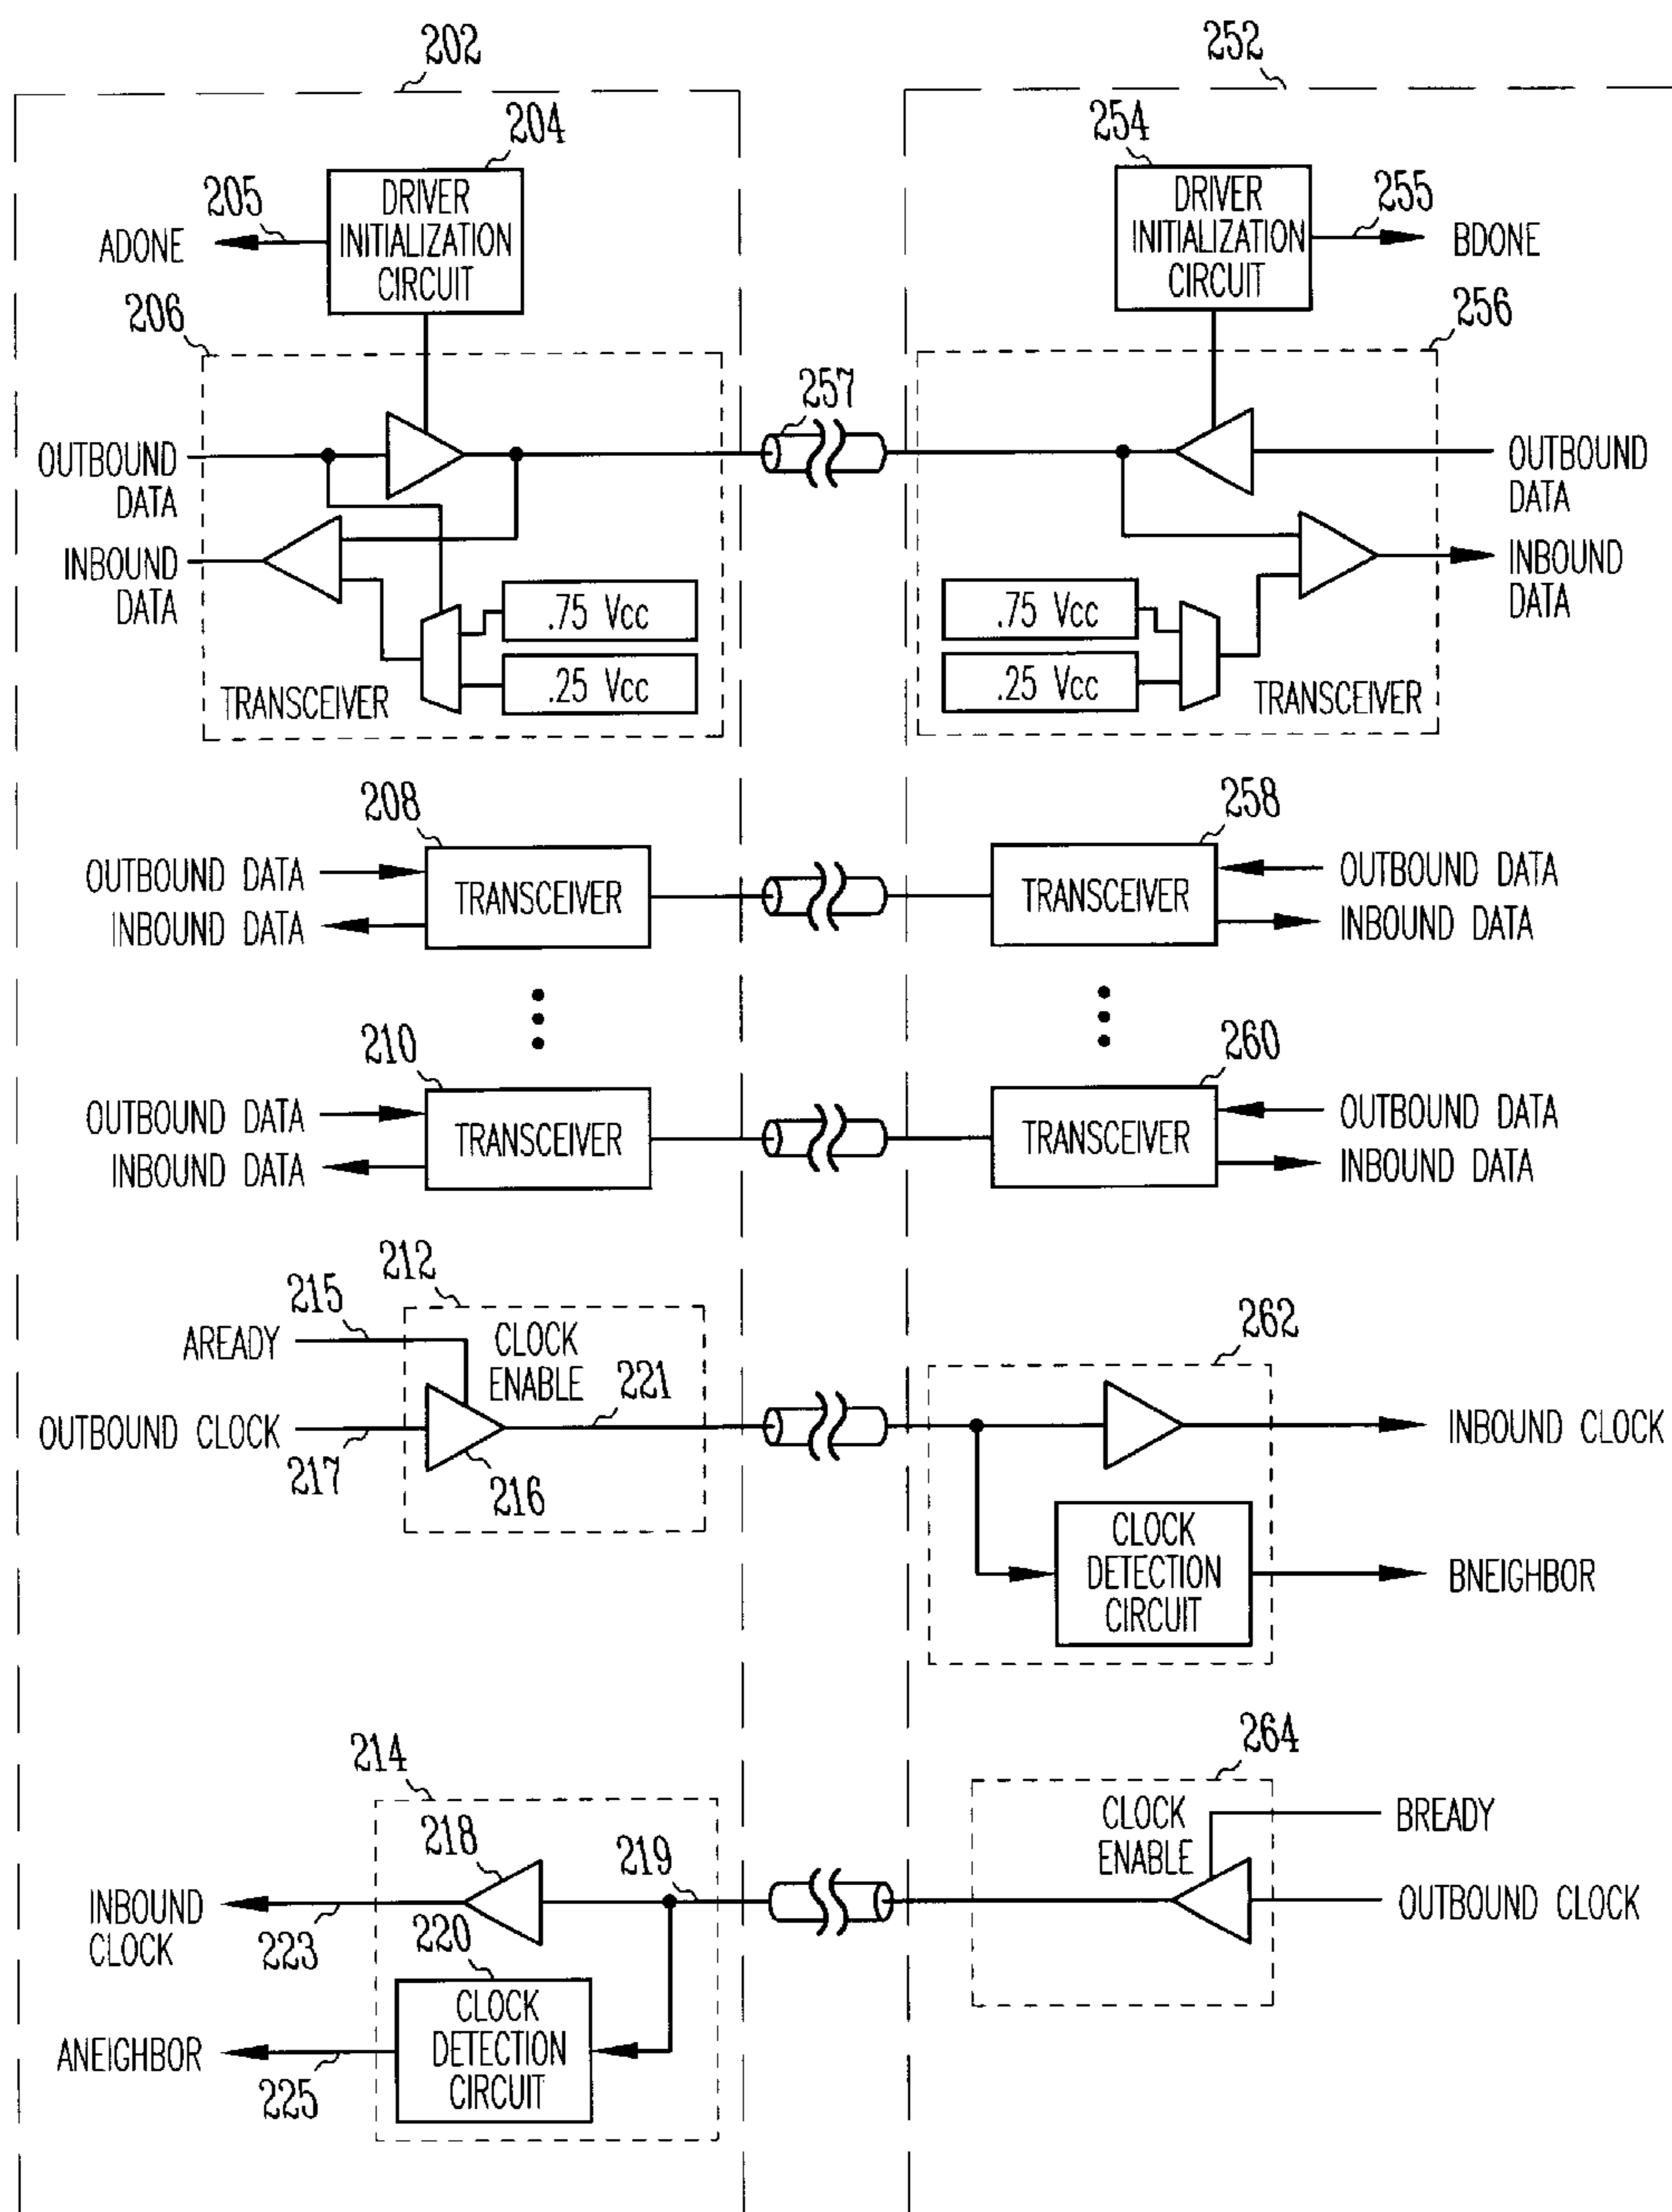 202
252
204
254
DRIVER
INITIALIZATION
CIRCUIT
DRIVER
INITIALIZATION
CIRCUIT
205
255
ADONE
BDONE
206
256
257
OUTBOUND
DATA
OUTBOUND
DATA
INBOUND
DATA
INBOUND
DATA
.75 Vcc
.25 Vcc
.75 Vcc
.25 Vcc
TRANSCEIVER
TRANSCEIVER
208
258
OUTBOUND DATA
INBOUND DATA
TRANSCEIVER
TRANSCEIVER
OUTBOUND DATA
INBOUND DATA
210
260
OUTBOUND DATA
INBOUND DATA
TRANSCEIVER
TRANSCEIVER
OUTBOUND DATA
INBOUND DATA
212
215
262
AREADY
CLOCK
ENABLE
221
OUTBOUND CLOCK
217
216
INBOUND CLOCK
CLOCK
DETECTION
CIRCUIT
BNEIGHBOR
214
264
218
219
CLOCK
ENABLE
BREADY
INBOUND
CLOCK
223
220
OUTBOUND CLOCK
CLOCK
DETECTION
CIRCUIT
ANEIGHBOR
225